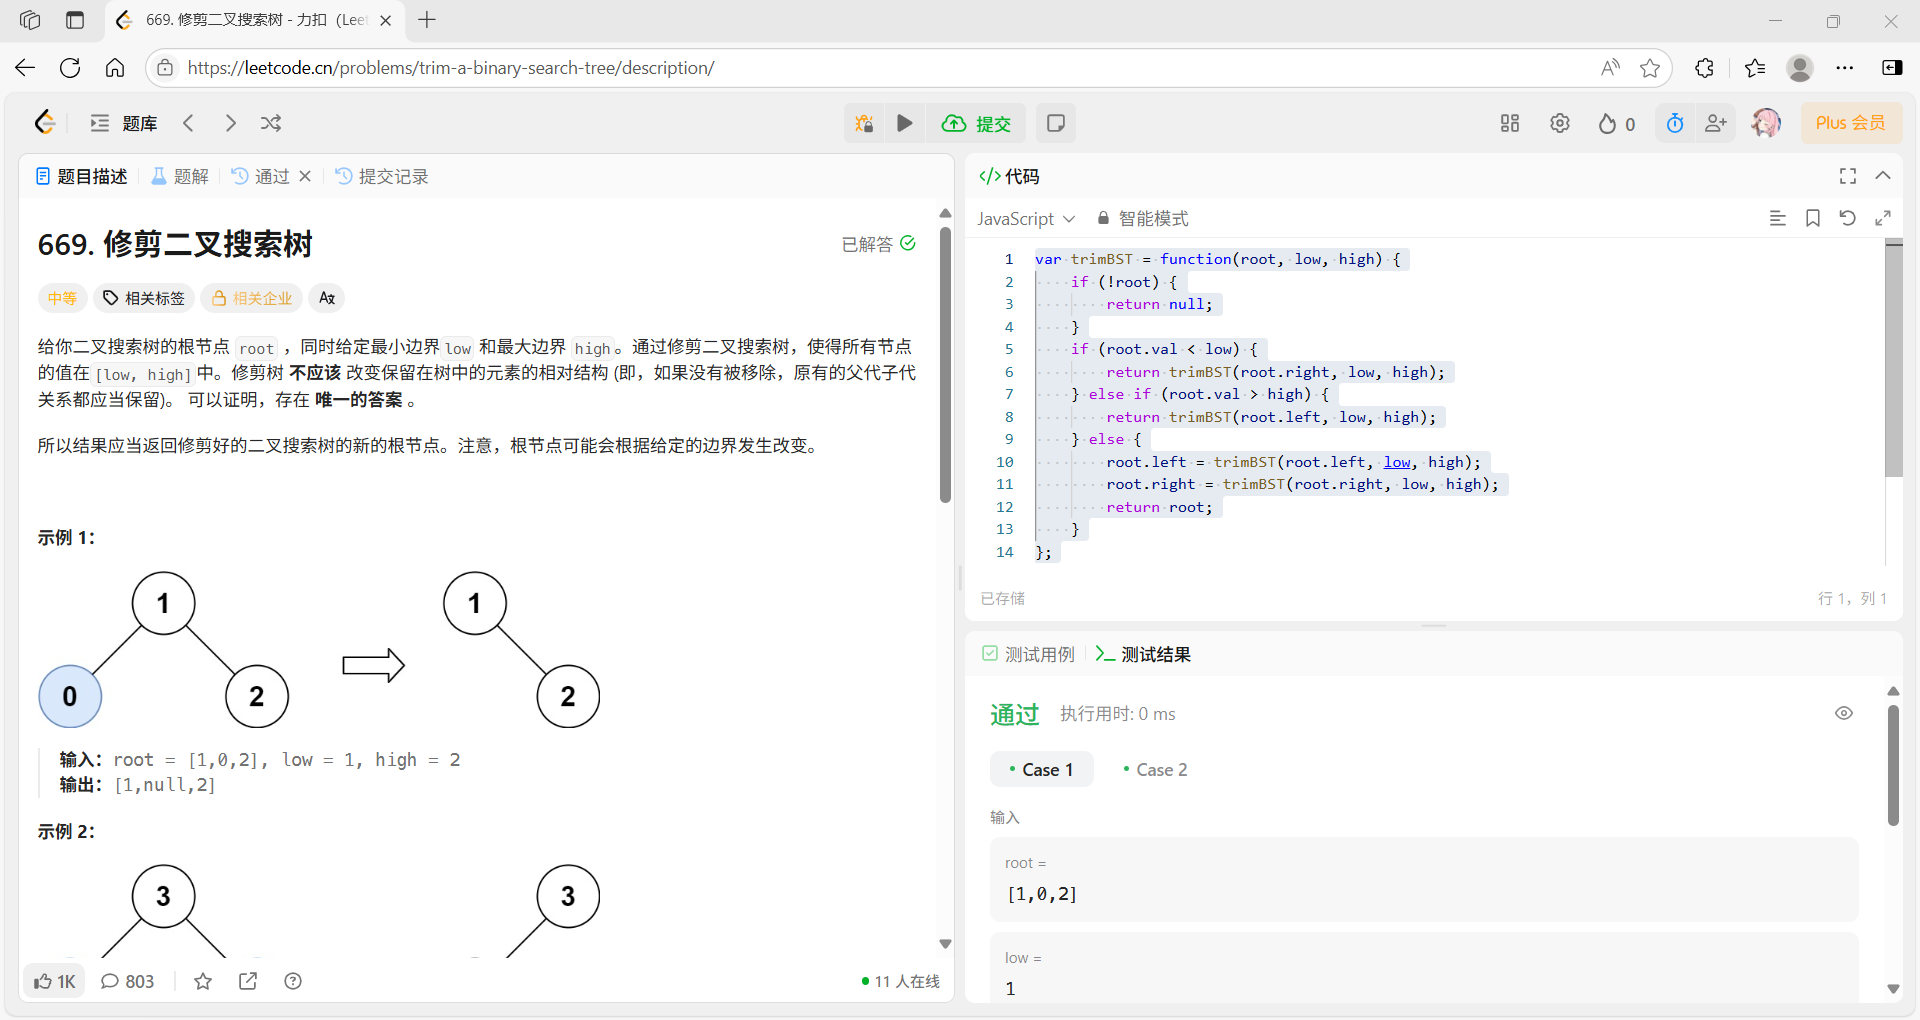 669. 修剪二叉搜索树 - 力扣（Leet
https://leetcode.cn/problems/trim-a-binary-search-tree/description/
题库
提交
0
Plus 会员
题目描述
题解
通过
提交记录
669. 修剪二叉搜索树
已解答
中等
相关标签
相关企业
给你二叉搜索树的根节点 root ，同时给定最小边界low 和最大边界 high。通过修剪二叉搜索树，使得所有节点
的值在[low, high]中。修剪树 不应该 改变保留在树中的元素的相对结构 (即，如果没有被移除，原有的父代子代
关系都应当保留)。 可以证明，存在 唯一的答案 。
所以结果应当返回修剪好的二叉搜索树的新的根节点。注意，根节点可能会根据给定的边界发生改变。
示例 1：
1
0
2
1
2
输入：root = [1,0,2], low = 1, high = 2
输出：[1,null,2]
示例 2：
3
3
1K
803
11 人在线
代码
JavaScript
智能模式
1 var trimBST = function(root, low, high) {
2     if (!root) {
3         return null;
4     }
5     if (root.val < low) {
6         return trimBST(root.right, low, high);
7     } else if (root.val > high) {
8         return trimBST(root.left, low, high);
9     } else {
10         root.left = trimBST(root.left, low, high);
11         root.right = trimBST(root.right, low, high);
12         return root;
13     }
14 };
已存储
行 1，列 1
测试用例
测试结果
通过
执行用时: 0 ms
Case 1
Case 2
输入
root =
[1,0,2]
low =
1